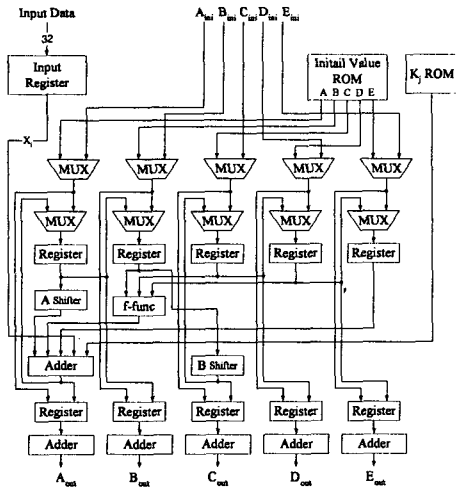 Input Data
32
Input
Register
A_ini B_ini C_ini D_ini E_ini
Initail Value
ROM
A B C D E
K_j ROM
X_i
MUX MUX MUX MUX MUX
MUX MUX MUX MUX MUX
Register Register Register Register Register
A Shifter
f-func
Adder
B Shifter
Register Register Register Register Register
Adder Adder Adder Adder Adder
A_out B_out C_out D_out E_out